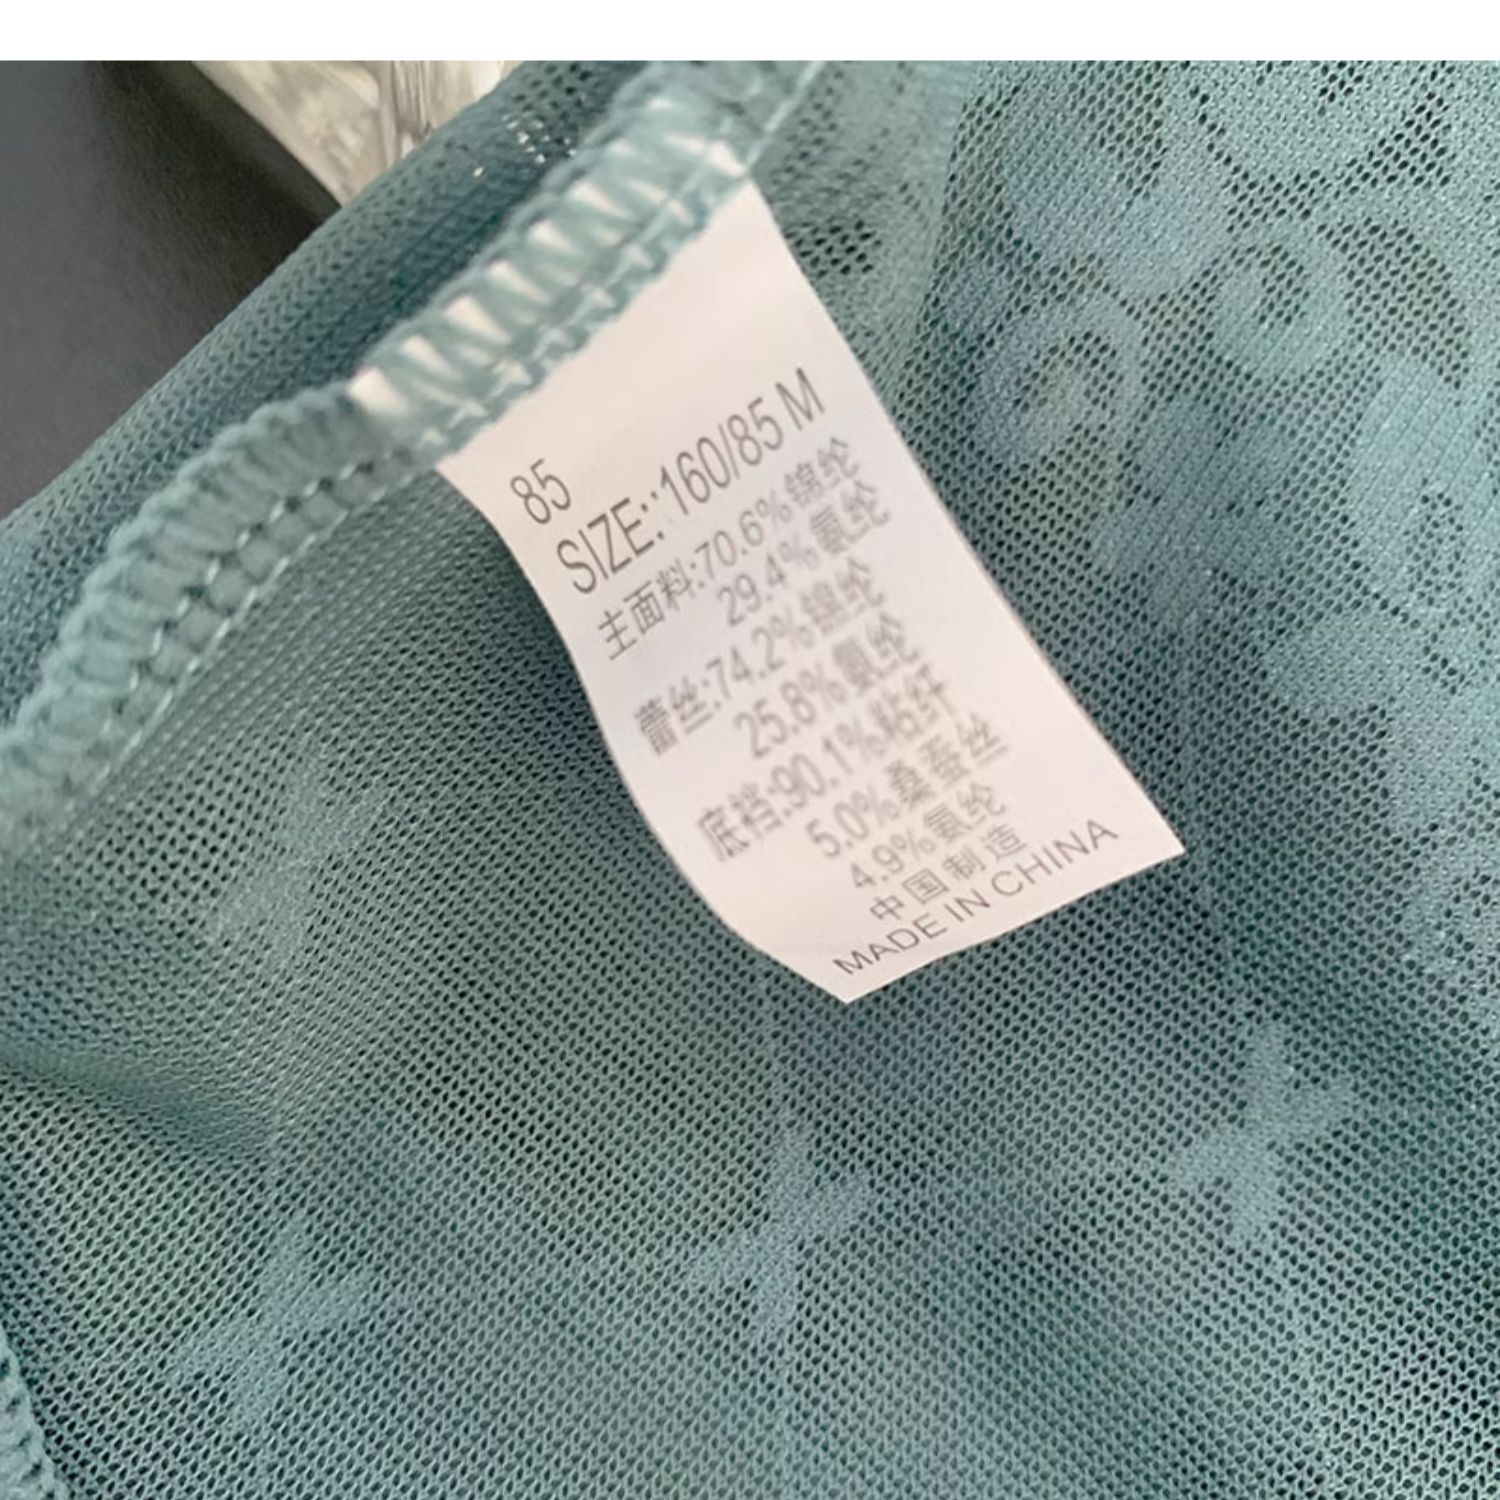 85
SIZE::160/85 M
主面料:70.6%锦纶
29.4%氨纶
蕾丝:74.2%锦纶
25.8%氨纶
底裆:90.1%粘纤
5.0%桑蚕丝
4.9%氨纶
中国制造
MADE IN CHINA